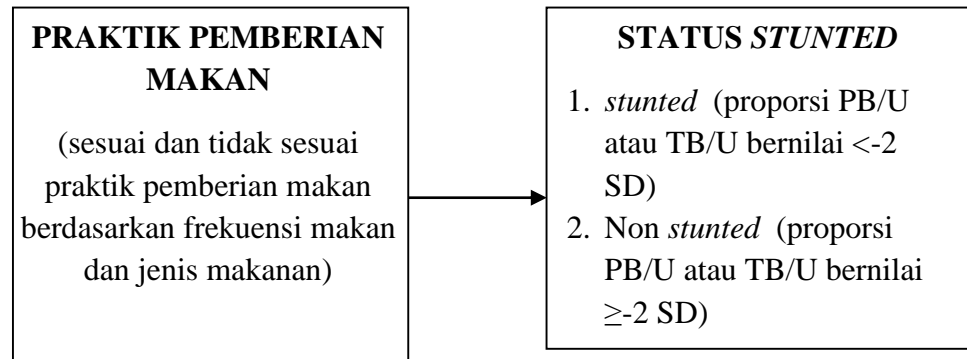 PRAKTIK PEMBERIAN
MAKAN
(sesuai dan tidak sesuai
praktik pemberian makan
berdasarkan frekuensi makan
dan jenis makanan)
STATUS STUNTED
1. stunted (proporsi PB/U
atau TB/U bernilai <-2
SD)
2. Non stunted (proporsi
PB/U atau TB/U bernilai
≥-2 SD)